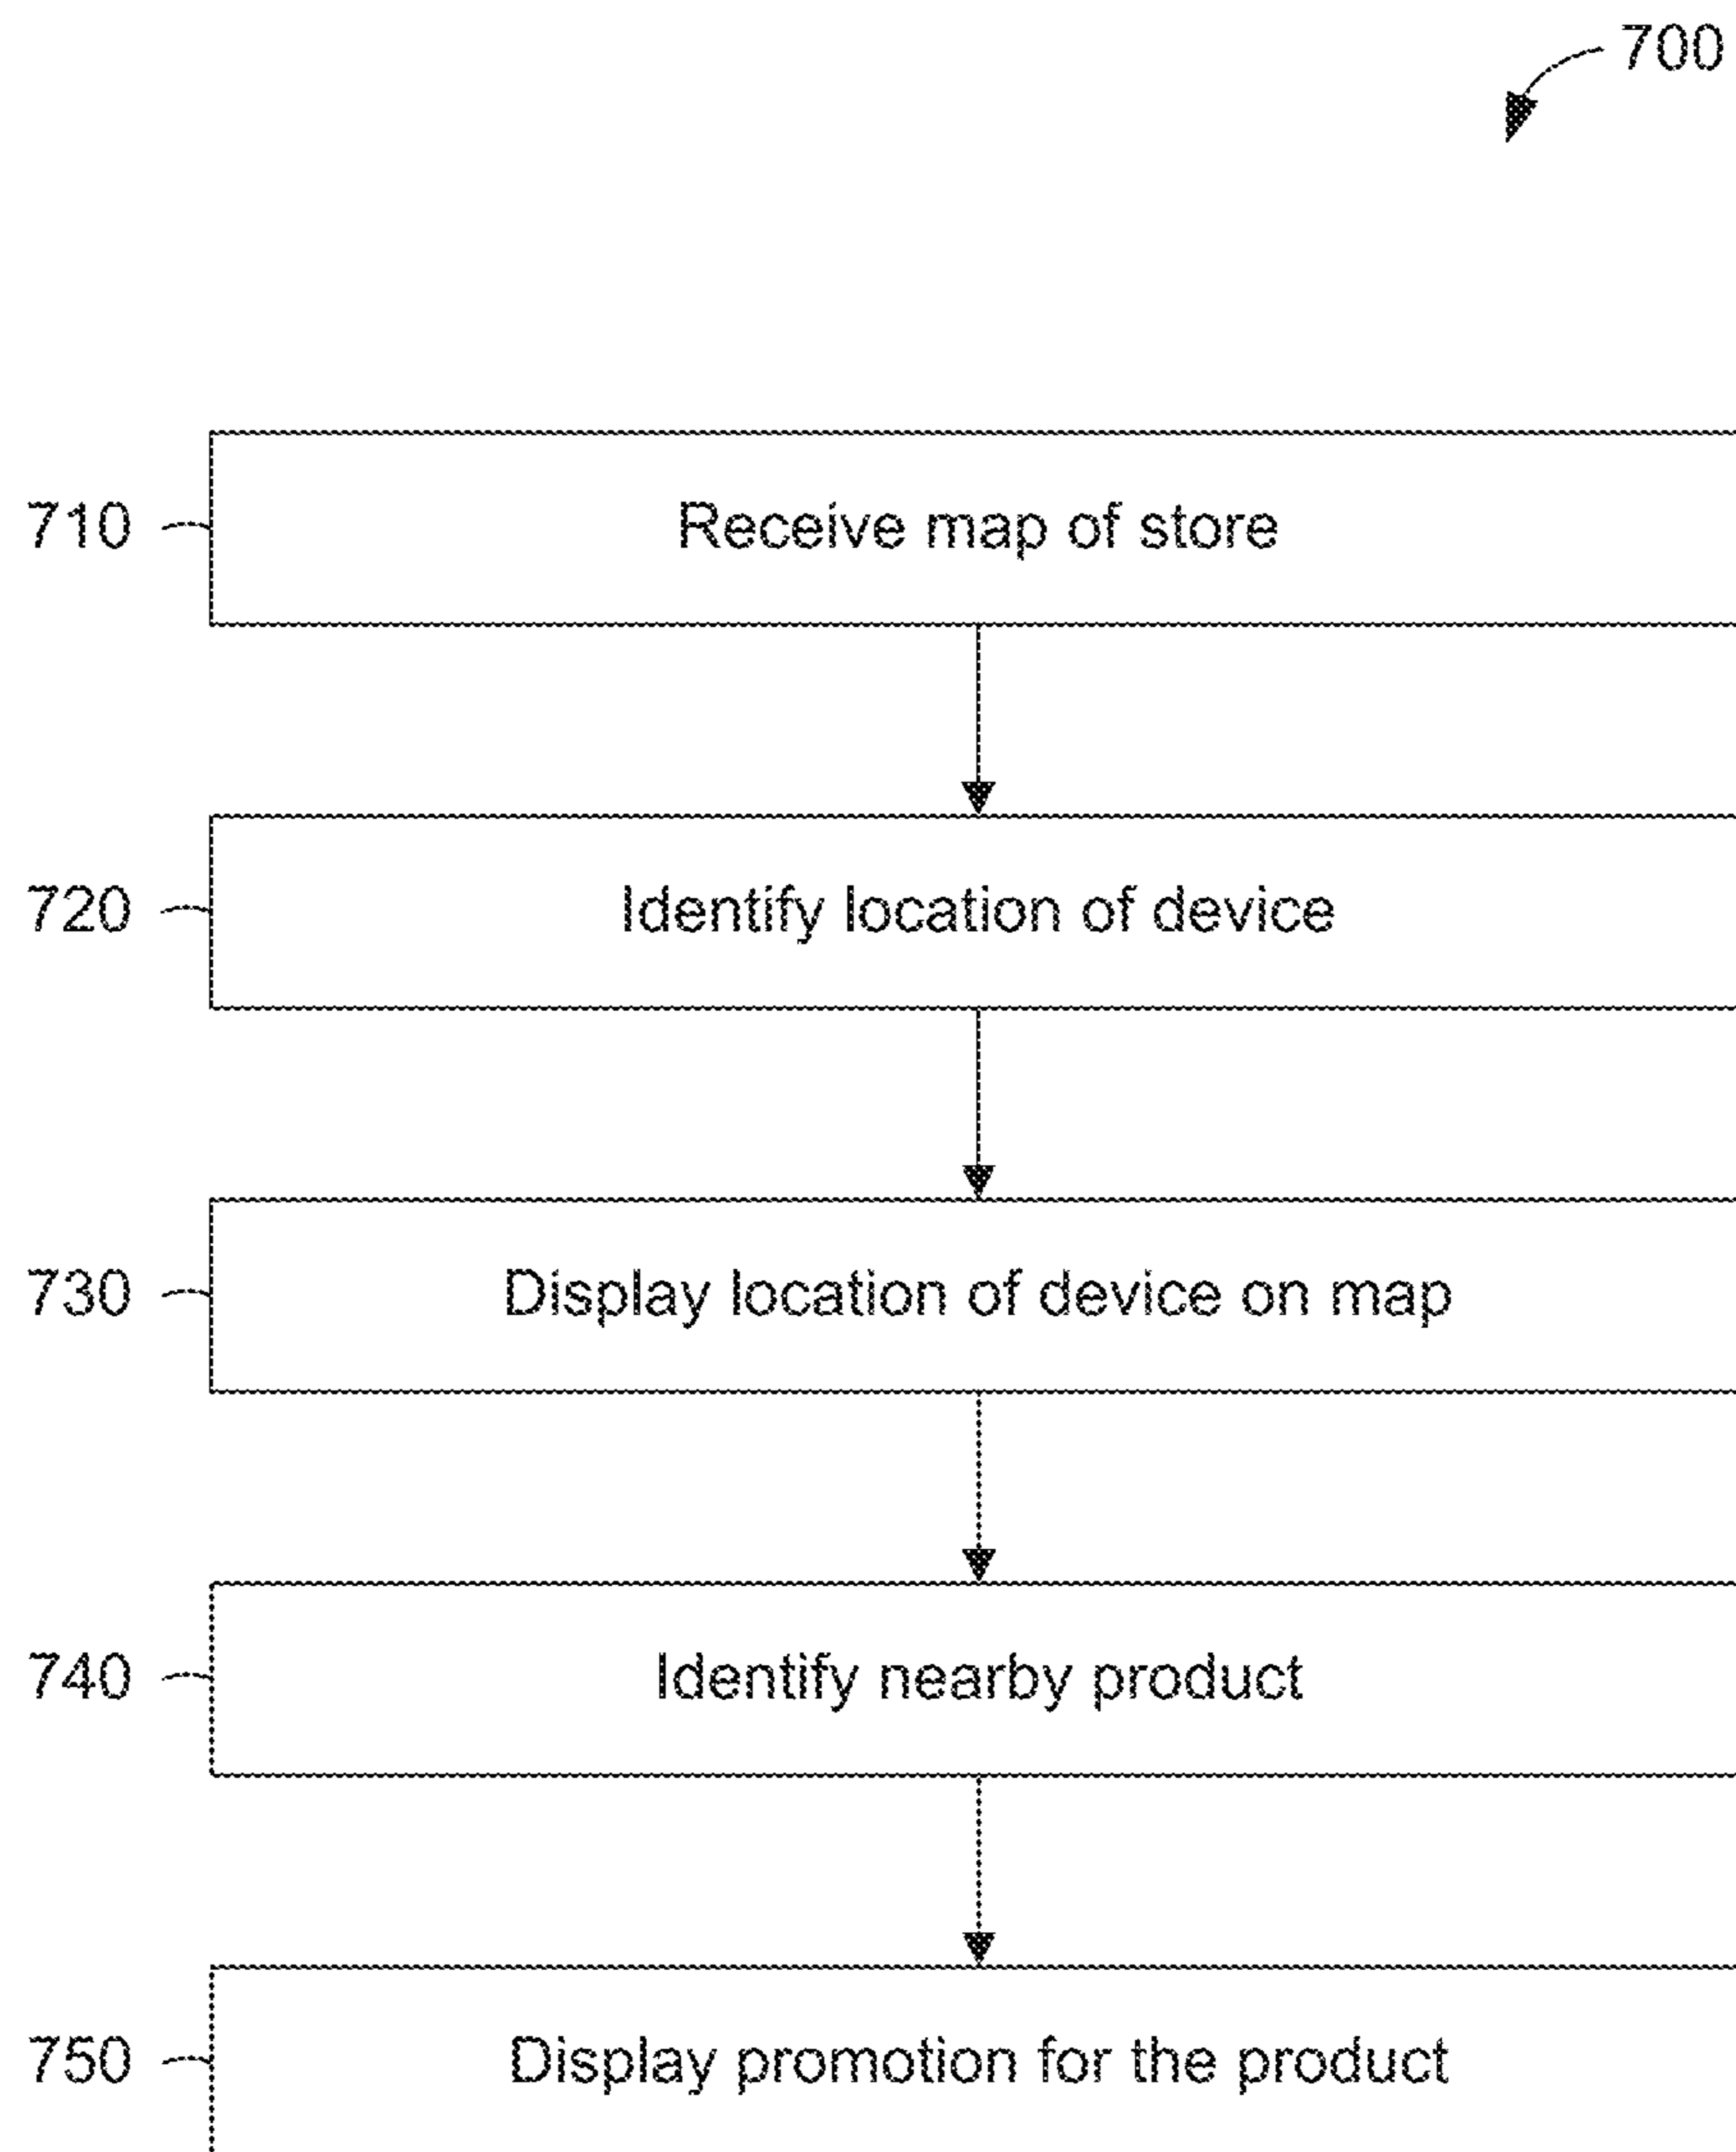 700
710 Receive map of store
720 Identify location of device
730 Display location of device on map
740 Identify nearby product
750 Display promotion for the product